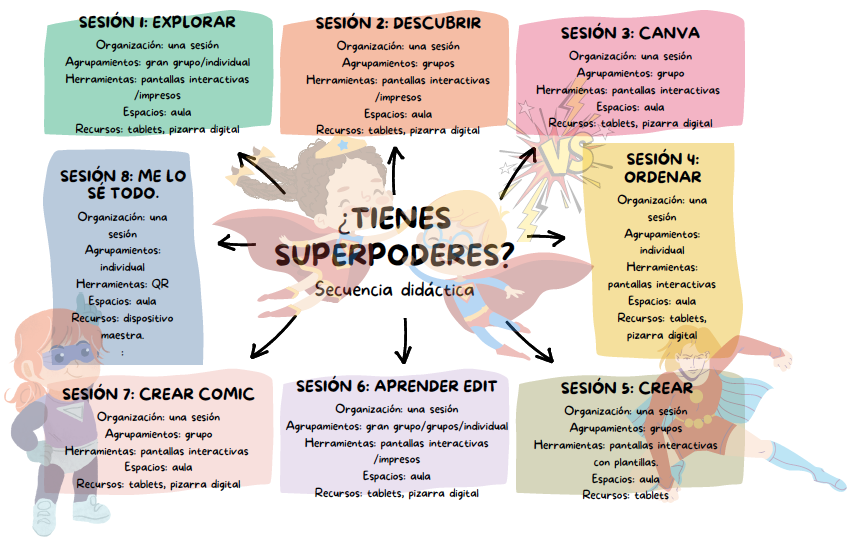 SESIÓN 1: EXPLORAR
Organización: una sesión
Agrupamientos: gran grupo/individual
Herramientas: pantallas interactivas
/impresos
Espacios: aula
Recursos: tablets, pizarra digital
SESIÓN 2: DESCUBRIR
Organización: una sesión
Agrupamientos: grupos
Herramientas: pantallas interactivas
/impresos
Espacios: aula
Recursos: tablets, pizarra digital
SESIÓN 3: CANVA
Organización: una sesión
Agrupamientos: grupo
Herramientas: pantallas interactivas
Espacios: aula
Recursos: tablets, pizarra digital
VS
SESIÓN 8: ME LO
SÉ TODO.
Organización: una
sesión
Agrupamientos:
individual
Herramientas: QR
Espacios: aula
Recursos: dispositivo
maestra.
:
¿TIENES
SUPERPODERES?
Secuencia didáctica
SESIÓN 4:
ORDENAR
Organización: una
sesión
Agrupamientos:
individual
Herramientas:
pantallas interactivas
Espacios: aula
Recursos: tablets,
pizarra digital
SESIÓN 7: CREAR COMIC
Organización: una sesión
Agrupamientos: grupo
Herramientas: pantallas interactivas
Espacios: aula
Recursos: tablets, pizarra digital
SESIÓN 6: APRENDER EDIT
Organización: una sesión
Agrupamientos: gran grupo/grupos/individual
Herramientas: pantallas interactivas
/impresos
Espacios: aula
Recursos: tablets, pizarra digital
SESIÓN 5: CREAR
Organización: una sesión
Agrupamientos: grupos
Herramientas: pantallas interactivas
con plantillas.
Espacios: aula
Recursos: tablets